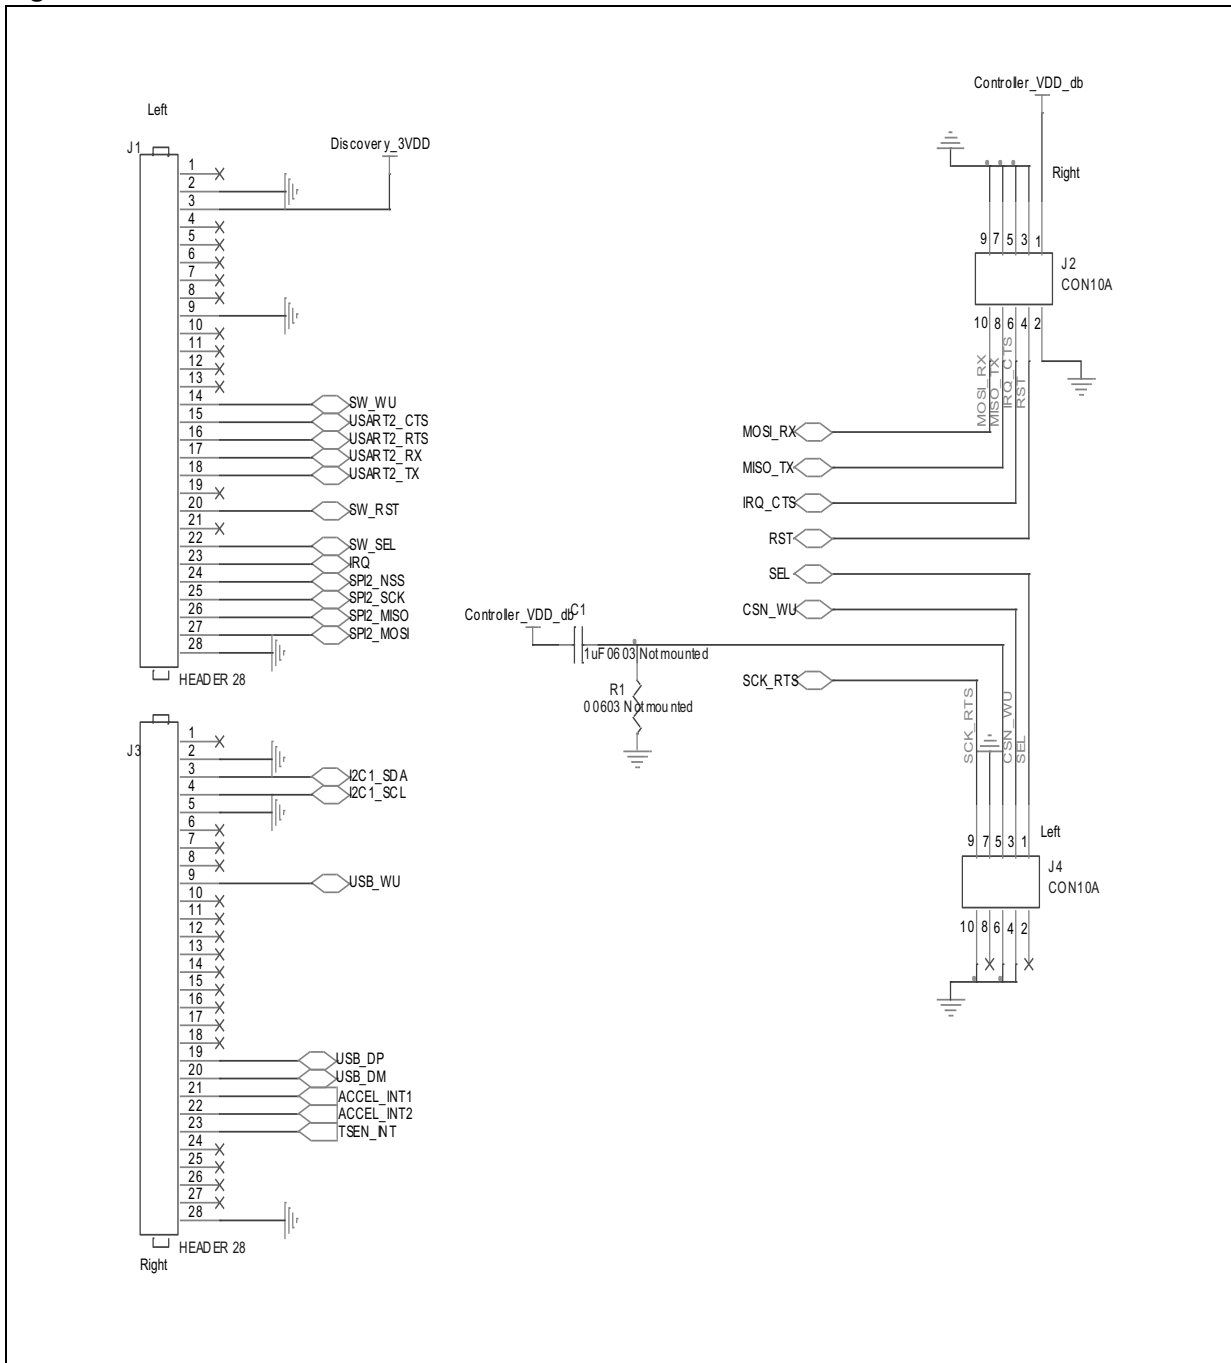 Left
J1
Discovery_3VDD
1
2
3
4
5
6
7
8
9
10
11
12
13
14 SW_WU
15 USART2_CTS
16 USART2_RTS
17 USART2_RX
18 USART2_TX
19
20 SW_RST
21
22 SW_SEL
23 IRQ
24 SPI2_NSS
25 SPI2_SCK
26 SPI2_MISO
27 SPI2_MOSI
28
HEADER 28
J3
1
2
3 I2C1_SDA
4 I2C1_SCL
5
6
7
8
9 USB_WU
10
11
12
13
14
15
16
17
18
19 USB_DP
20 USB_DM
21 ACCEL_INT1
22 ACCEL_INT2
23 TSEN_INT
24
25
26
27
28
HEADER 28
Right
Controller_VDD_db
C1
1uF 0603 Not mounted
R1
0 0603 Not mounted
Controller_VDD_db
Right
9 7 5 3 1
J2
CON10A
10 8 6 4 2
MOSI_RX
MISO_TX
IRQ_CTS
RST
MOSI_RX
MISO_TX
IRQ_CTS
RST
SEL
CSN_WU
SCK_RTS
SCK_RTS
CSN_WU
SEL
Left
9 7 5 3 1
J4
CON10A
10 8 6 4 2